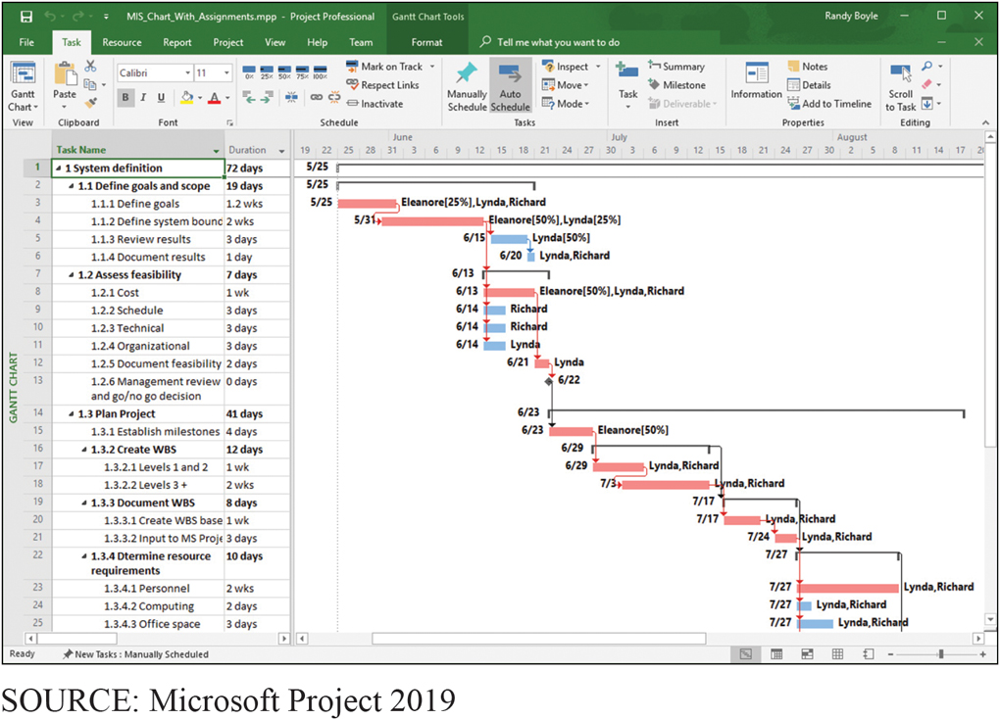 MIS_Chart_With_Assignments.mpp - Project Professional
Gantt Chart Tools
Randy Boyle
File Task Resource Report Project View Help Team Format Tell me what you want to do
Gantt Chart
View
Paste
Clipboard
Calibri 11
B I U A
Font
0% 25% 50% 75% 100%
Mark on Track
Respect Links
Inactivate
Schedule
Manually Schedule
Auto Schedule
Inspect
Move
Mode
Tasks
Task
Summary
Milestone
Deliverable
Insert
Information
Notes
Details
Add to Timeline
Properties
Scroll to Task
Editing
June July August
Task Name Duration 19 22 25 28 31 3 6 9 12 15 18 21 24 27 30 3 6 9 12 15 18 21 24 27 30 2 5 8 11 14 17
1 1 System definition 72 days 5/25
2 1.1 Define goals and scope 19 days 5/25
3 1.1.1 Define goals 1.2 wks 5/25 Eleanore[25%],Lynda,Richard
4 1.1.2 Define system bound 2 wks 5/31 Eleanore[50%],Lynda[25%]
5 1.1.3 Review results 3 days 6/15 Lynda[50%]
6 1.1.4 Document results 1 day 6/20 Lynda,Richard
7 1.2 Assess feasibility 7 days 6/13
8 1.2.1 Cost 1 wk 6/13 Eleanore[50%],Lynda,Richard
9 1.2.2 Schedule 3 days 6/14 Richard
10 1.2.3 Technical 3 days 6/14 Richard
11 1.2.4 Organizational 3 days 6/14 Lynda
12 1.2.5 Document feasibility 2 days 6/21 Lynda
13 1.2.6 Management review 0 days 6/22
and go/no go decision
14 1.3 Plan Project 41 days 6/23
15 1.3.1 Establish milestones 4 days 6/23 Eleanore[50%]
16 1.3.2 Create WBS 12 days 6/29
17 1.3.2.1 Levels 1 and 2 1 wk 6/29 Lynda,Richard
18 1.3.2.2 Levels 3 + 2 wks 7/3 Lynda,Richard
19 1.3.3 Document WBS 8 days 7/17
20 1.3.3.1 Create WBS base 1 wk 7/17 Lynda,Richard
21 1.3.3.2 Input to MS Proje 3 days 7/24 Lynda,Richard
22 1.3.4 Dtermine resource 10 days 7/27
requirements
23 1.3.4.1 Personnel 2 wks 7/27 Lynda,Richard
24 1.3.4.2 Computing 2 days 7/27 Lynda,Richard
25 1.3.4.3 Office space 3 days 7/27 Lynda,Richard
GANTT CHART
Ready New Tasks : Manually Scheduled
SOURCE: Microsoft Project 2019